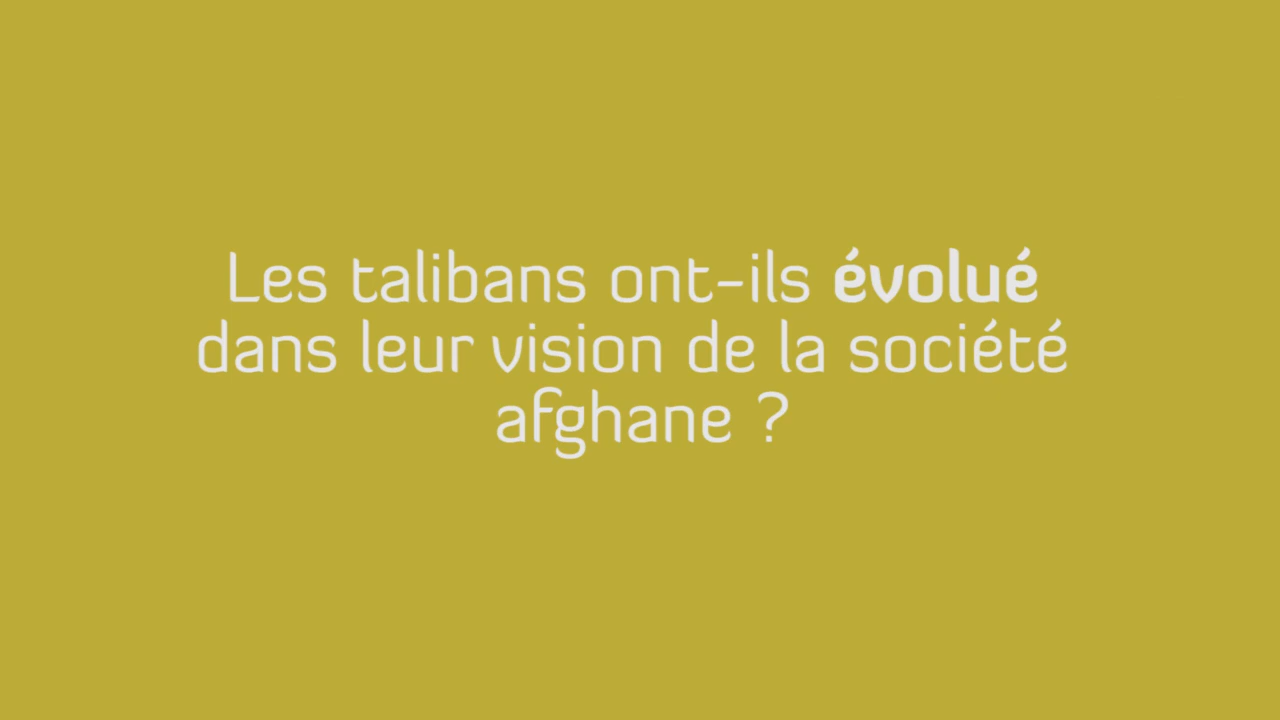 Les talibans ont-ils évolué
dans leur vision de la société
afghane ?